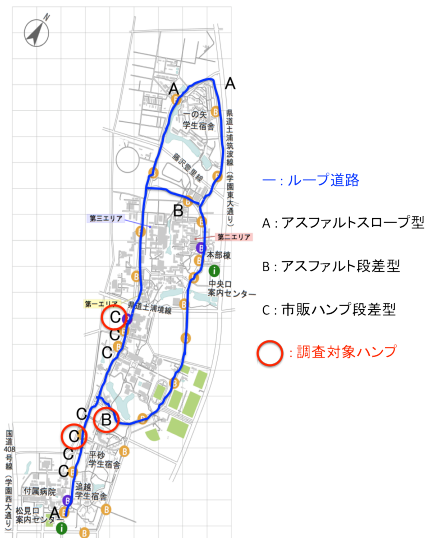 N
A
A
一の矢
学生宿舎
県道土浦筑波線(学園東大通り)
藤沢豊里線
B
第三エリア
第二エリア
B
本部棟
i
中央口
案内センター
第一エリア
県道土浦境線
C
C
C
C
B
C
C
C
国道408号線(学園西大通り)
平砂
学生宿舎
追越
学生宿舎
付属病院
B
A
松見口
案内センター
i
ー : ループ道路
A : アスファルトスロープ型
B : アスファルト段差型
C : 市販ハンプ段差型
: 調査対象ハンプ